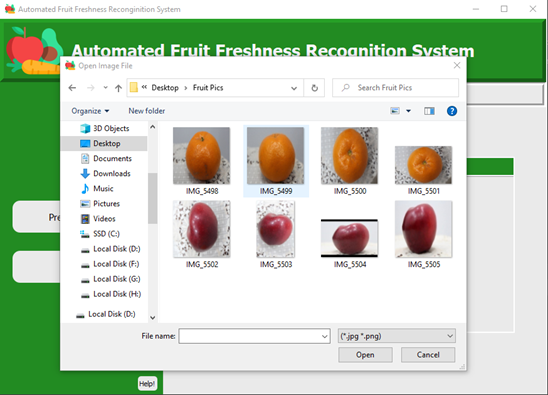 Automated Fruit Freshness Reconginition System
Automated Fruit Freshness Recognition System
Open Image File
« Desktop > Fruit Pics
Search Fruit Pics
Organize New folder
3D Objects
Desktop
Documents
Downloads
Music
Pictures
Videos
SSD (C:)
Local Disk (D:)
Local Disk (F:)
Local Disk (G:)
Local Disk (H:)
Local Disk (D:)
IMG_5498 IMG_5499 IMG_5500 IMG_5501
IMG_5502 IMG_5503 IMG_5504 IMG_5505
Pre
File name: (*.jpg *.png)
Open Cancel
Help!